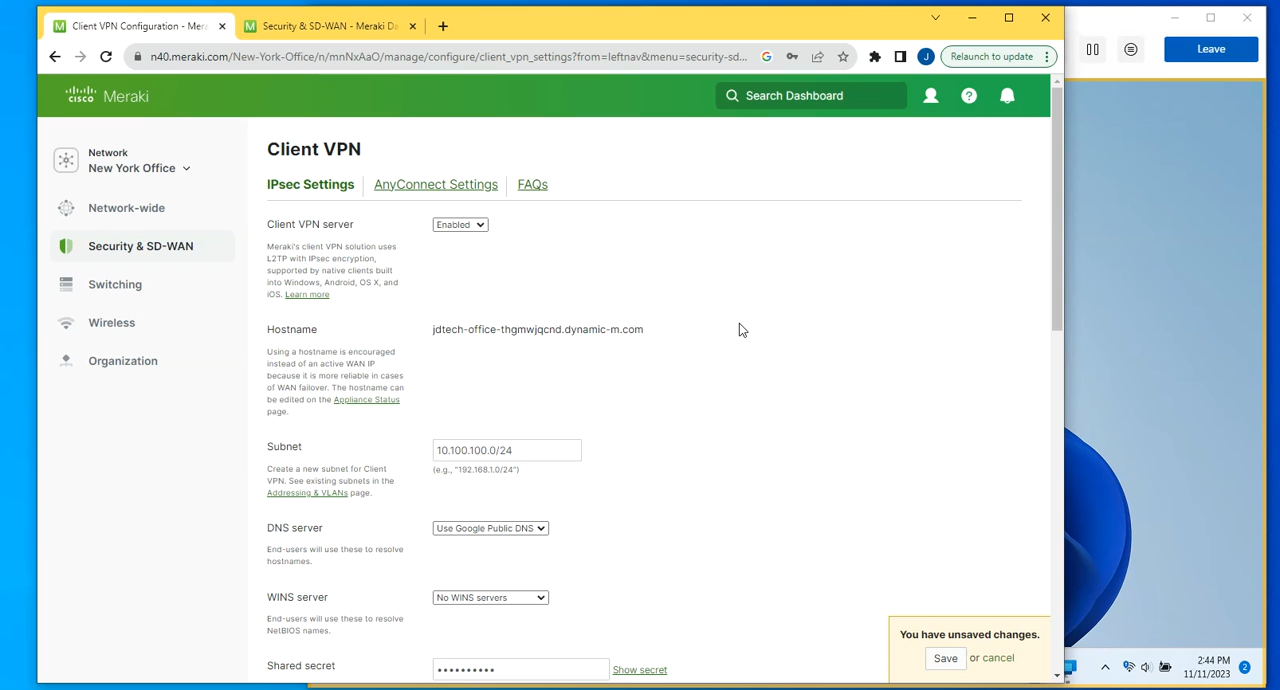 Client VPN Configuration - Mera
Security & SD-WAN - Meraki Da
n40.meraki.com/New-York-Office/n/mnNxAaO/manage/configure/client_vpn_settings?from=leftnav&menu=security-sd...
J
Relaunch to update
Leave
cisco Meraki
Search Dashboard
Network
New York Office
Network-wide
Security & SD-WAN
Switching
Wireless
Organization
Client VPN
IPsec Settings
AnyConnect Settings
FAQs
Client VPN server
Enabled
Meraki's client VPN solution uses
L2TP with IPsec encryption,
supported by native clients built
into Windows, Android, OS X, and
iOS. Learn more
Hostname
jdtech-office-thgmwjqcnd.dynamic-m.com
Using a hostname is encouraged
instead of an active WAN IP
because it is more reliable in cases
of WAN failover. The hostname can
be edited on the Appliance Status
page.
Subnet
10.100.100.0/24
(e.g., "192.168.1.0/24")
Create a new subnet for Client
VPN. See existing subnets in the
Addressing & VLANs page.
DNS server
Use Google Public DNS
End-users will use these to resolve
hostnames.
WINS server
No WINS servers
End-users will use these to resolve
NetBIOS names.
Shared secret
••••••••••
Show secret
You have unsaved changes.
Save or cancel
2:44 PM
11/11/2023
2